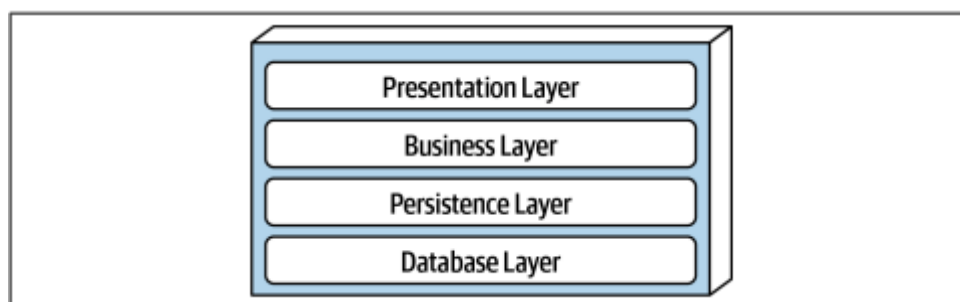 Presentation Layer
Business Layer
Persistence Layer
Database Layer